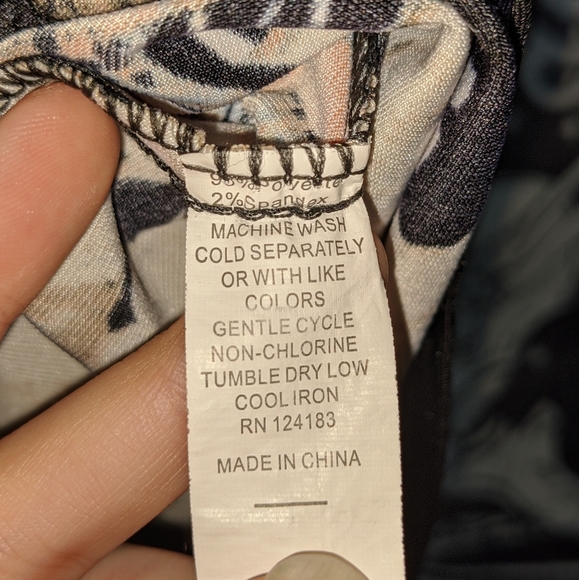 2% Spandex
MACHINE WASH
COLD SEPARATELY
OR WITH LIKE
COLORS
GENTLE CYCLE
NON-CHLORINE
TUMBLE DRY LOW
COOL IRON
RN 124183
MADE IN CHINA